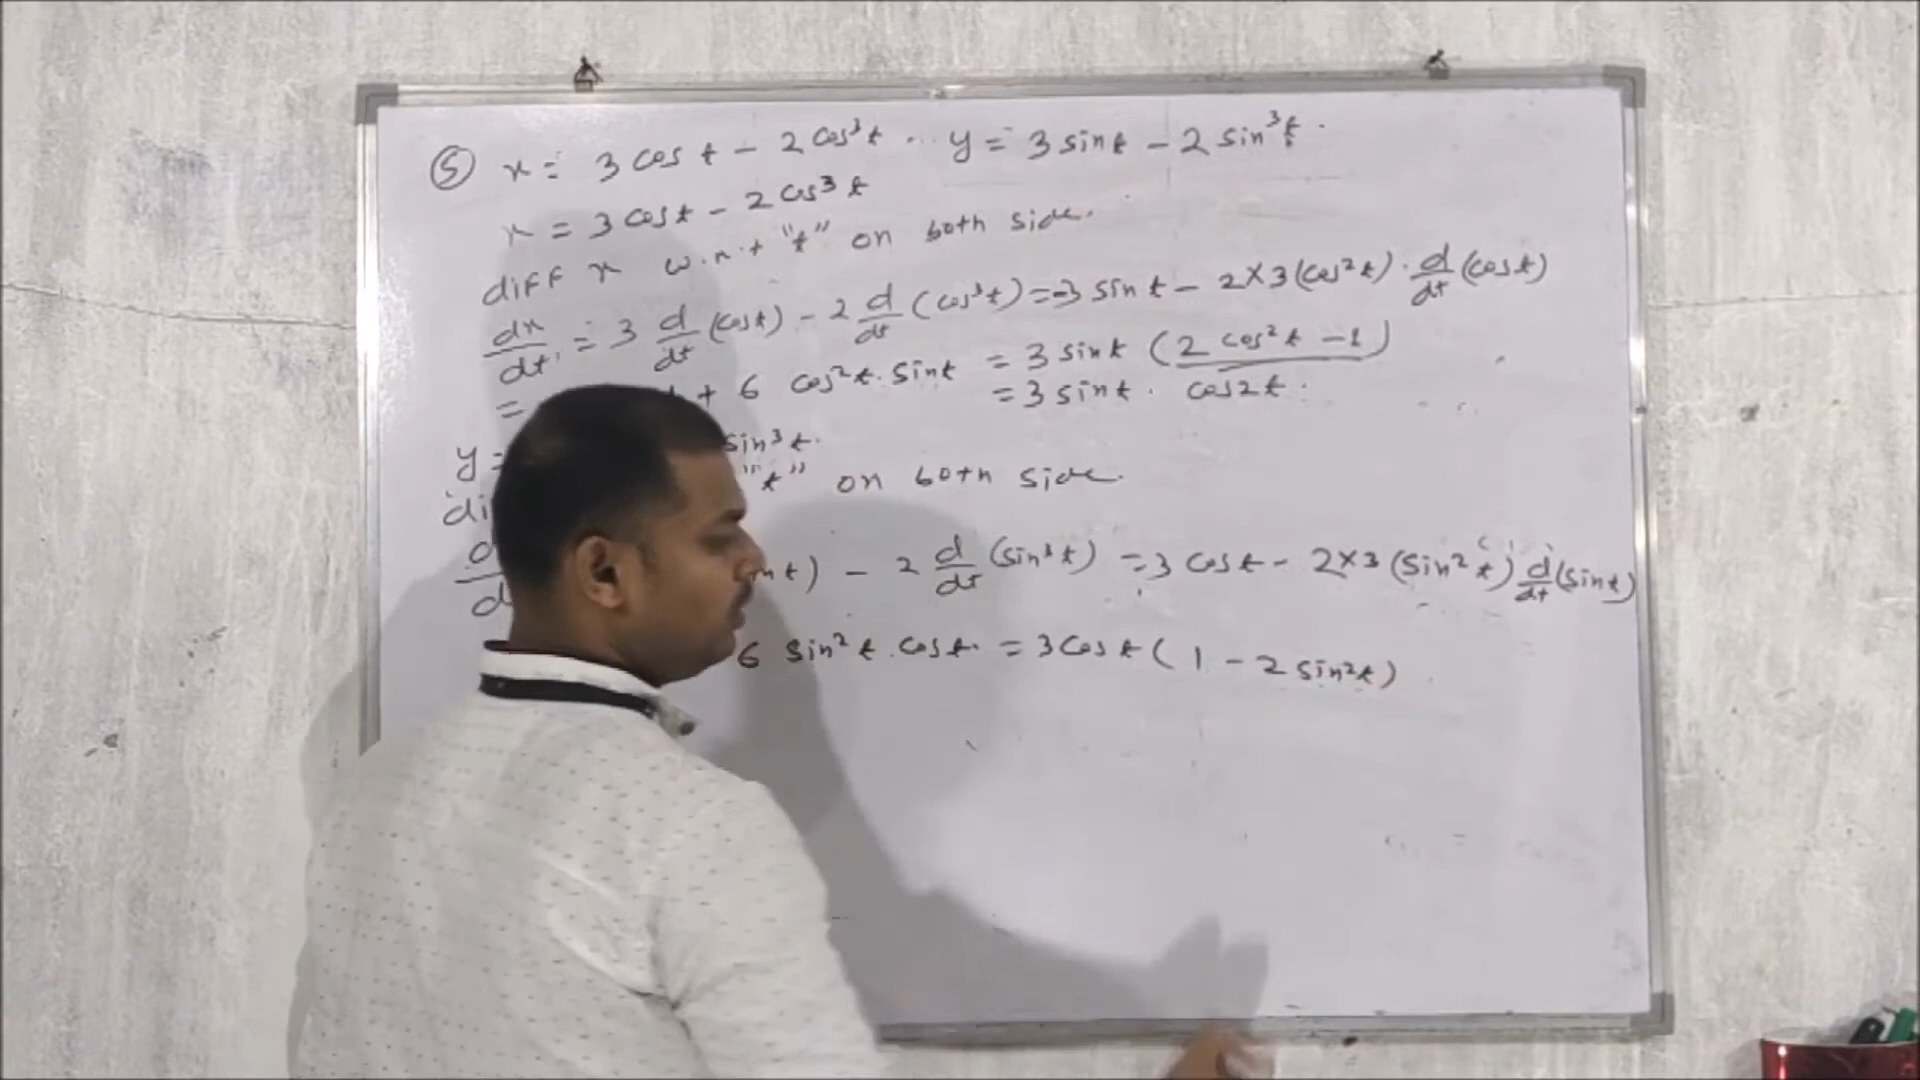 ⑤ x = 3 cos t - 2 cos³t .. y = 3 sin t - 2 sin³t.
x = 3 cos t - 2 cos³ t
diff x w.r.t "t" on both side.
dx/dt = 3 d/dt (cos t) - 2 d/dt (cos³t) = -3 sin t - 2×3 (cos²t) . d/dt (cos t)
= + 6 cos²t . sin t = 3 sin t (2 cos²t - 1)
= 3 sin t . cos 2t .
y = sin³t.
di "t" on both side.
d d t) - 2 d/dt (sin³t) = 3 cos t - 2×3 (sin²t) d/dt (sin t)
6 sin²t . cos t. = 3 cos t (1 - 2 sin²t)